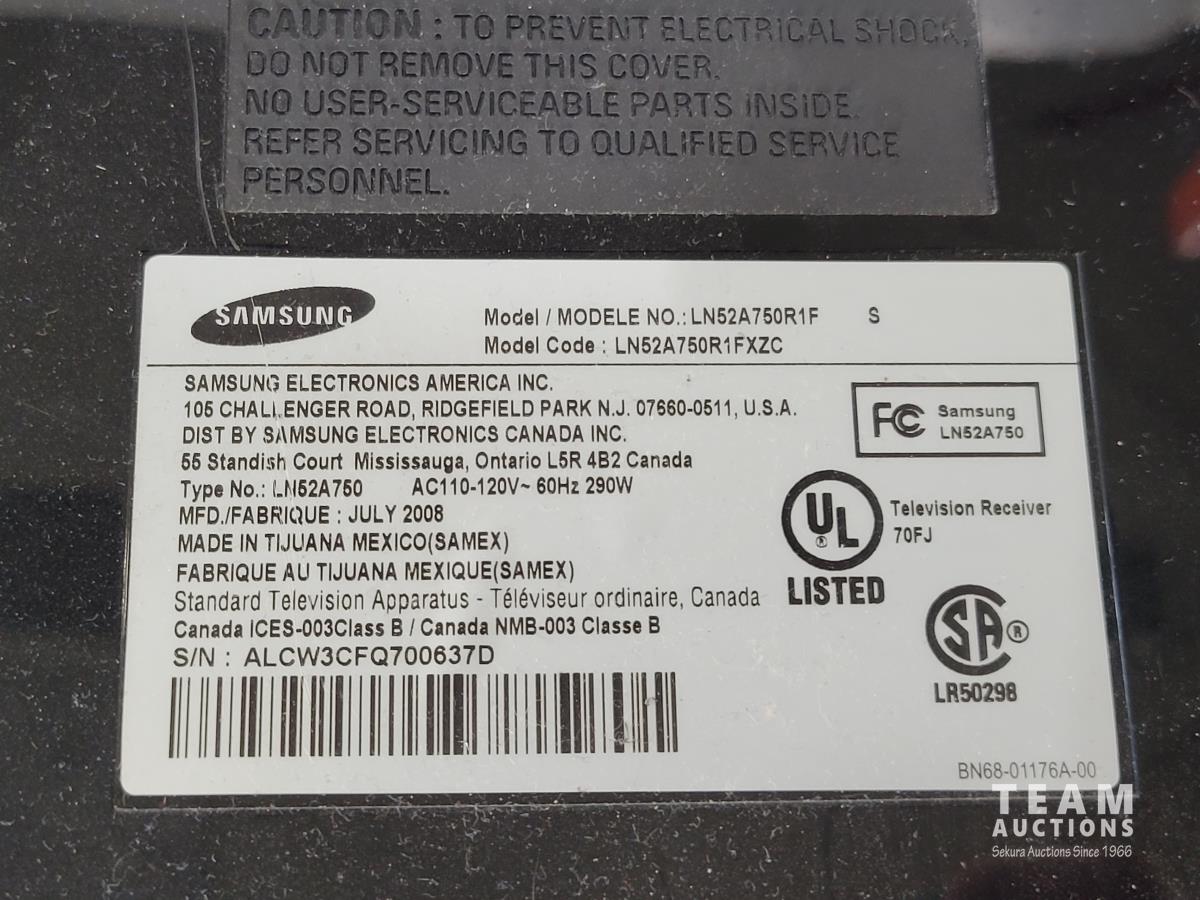 CAUTION : TO PREVENT ELECTRICAL SHOCK,
DO NOT REMOVE THIS COVER.
NO USER-SERVICEABLE PARTS INSIDE.
REFER SERVICING TO QUALIFIED SERVICE
PERSONNEL.
SAMSUNG
Model / MODELE NO.: LN52A750R1F S
Model Code : LN52A750R1FXZC
SAMSUNG ELECTRONICS AMERICA INC.
105 CHALLENGER ROAD, RIDGEFIELD PARK N.J. 07660-0511, U.S.A.
DIST BY SAMSUNG ELECTRONICS CANADA INC.
55 Standish Court Mississauga, Ontario L5R 4B2 Canada
Type No.: LN52A750 AC110-120V~ 60Hz 290W
MFD./FABRIQUE : JULY 2008
MADE IN TIJUANA MEXICO(SAMEX)
FABRIQUE AU TIJUANA MEXIQUE(SAMEX)
Standard Television Apparatus - Téléviseur ordinaire, Canada
Canada ICES-003Class B / Canada NMB-003 Classe B
S/N : ALCW3CFQ700637D
FC Samsung
LN52A750
UL ® Television Receiver
70FJ
LISTED
SA ®
LR50298
BN68-01176A-00
TEAM
AUCTIONS
Sekura Auctions Since 1966